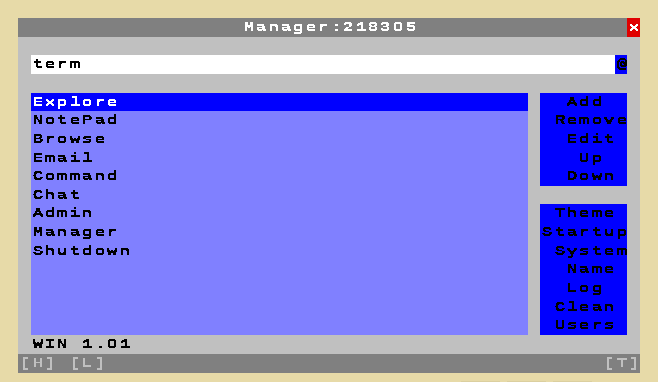 Manager:218305 x
term @
Explore
NotePad
Browse
Email
Command
Chat
Admin
Manager
Shutdown
Add
Remove
Edit
Up
Down
Theme
Startup
System
Name
Log
Clean
Users
WIN 1.01
[H] [L] [T]